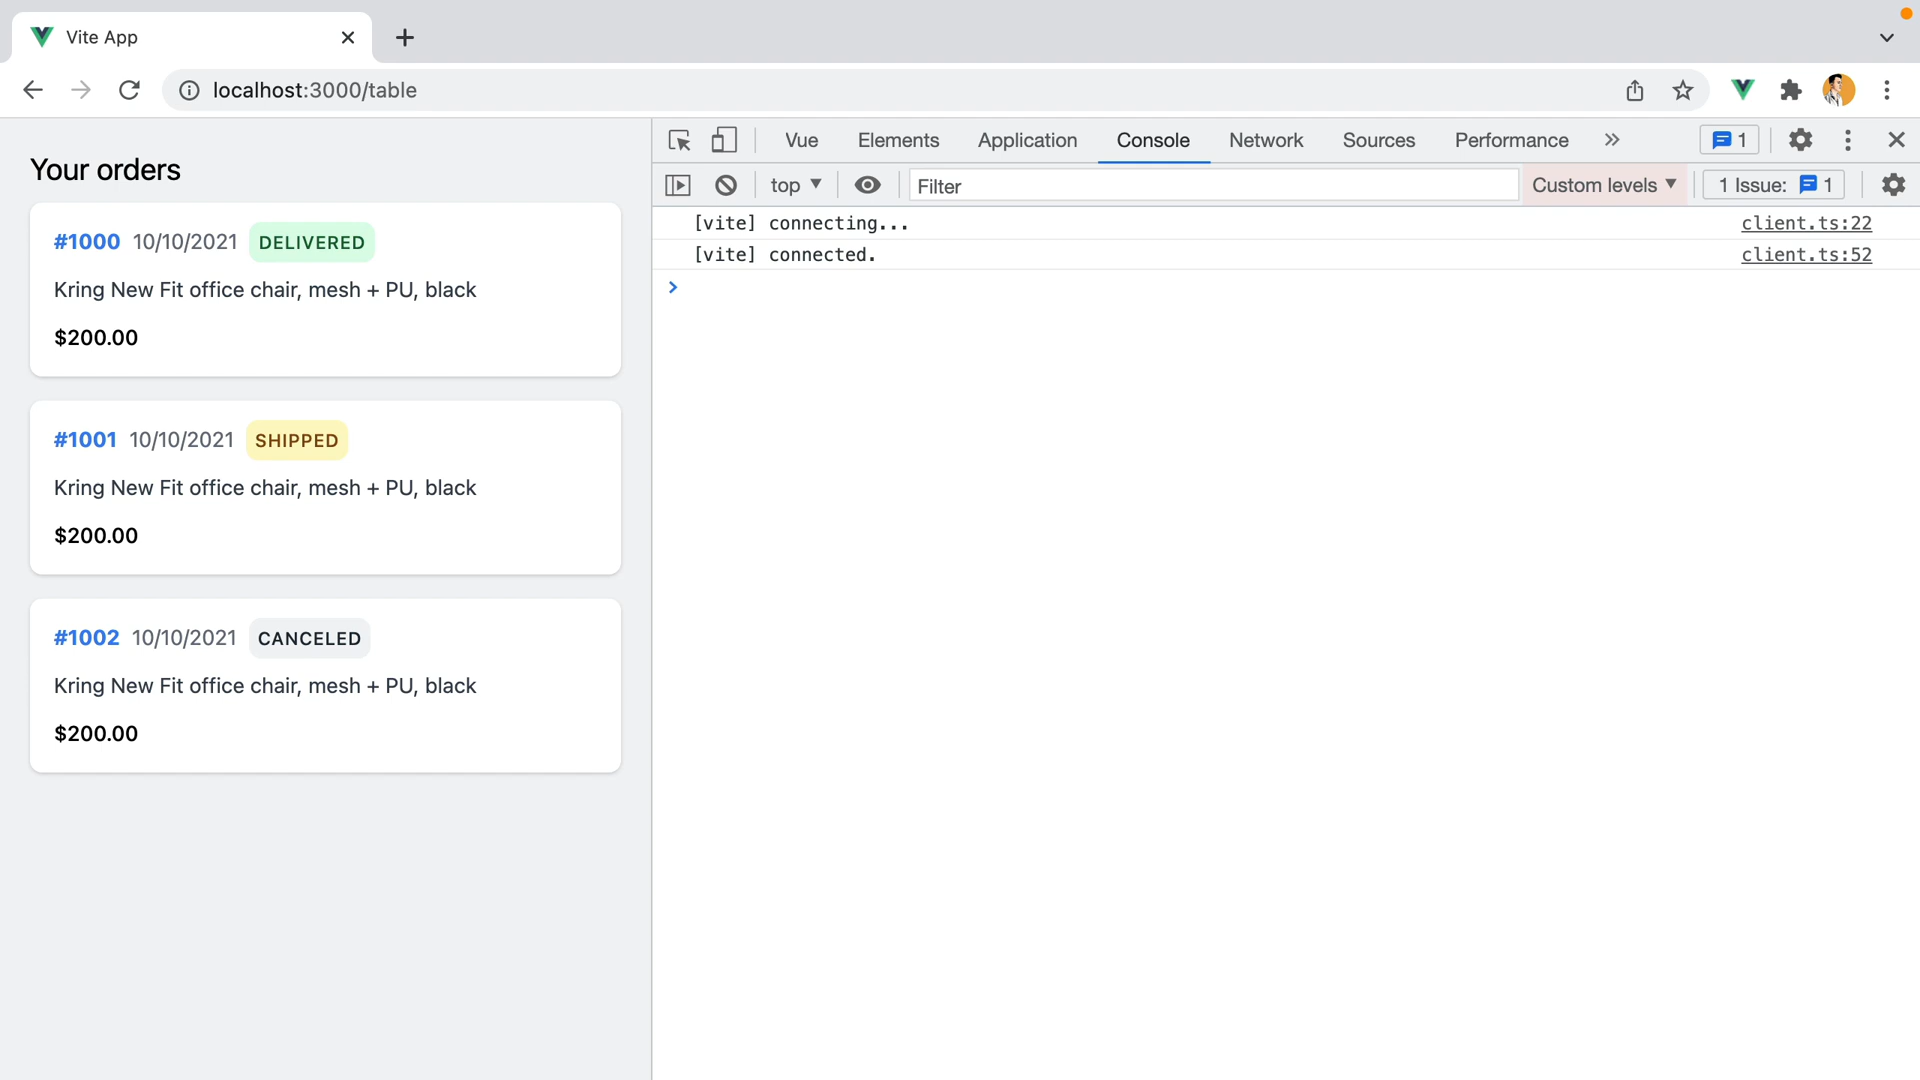 Vite App
localhost:3000/table
Your orders
#1000 10/10/2021 DELIVERED
Kring New Fit office chair, mesh + PU, black
$200.00
#1001 10/10/2021 SHIPPED
Kring New Fit office chair, mesh + PU, black
$200.00
#1002 10/10/2021 CANCELED
Kring New Fit office chair, mesh + PU, black
$200.00
Vue Elements Application Console Network Sources Performance 1
top Filter Custom levels 1 Issue: 1
[vite] connecting... client.ts:22
[vite] connected. client.ts:52